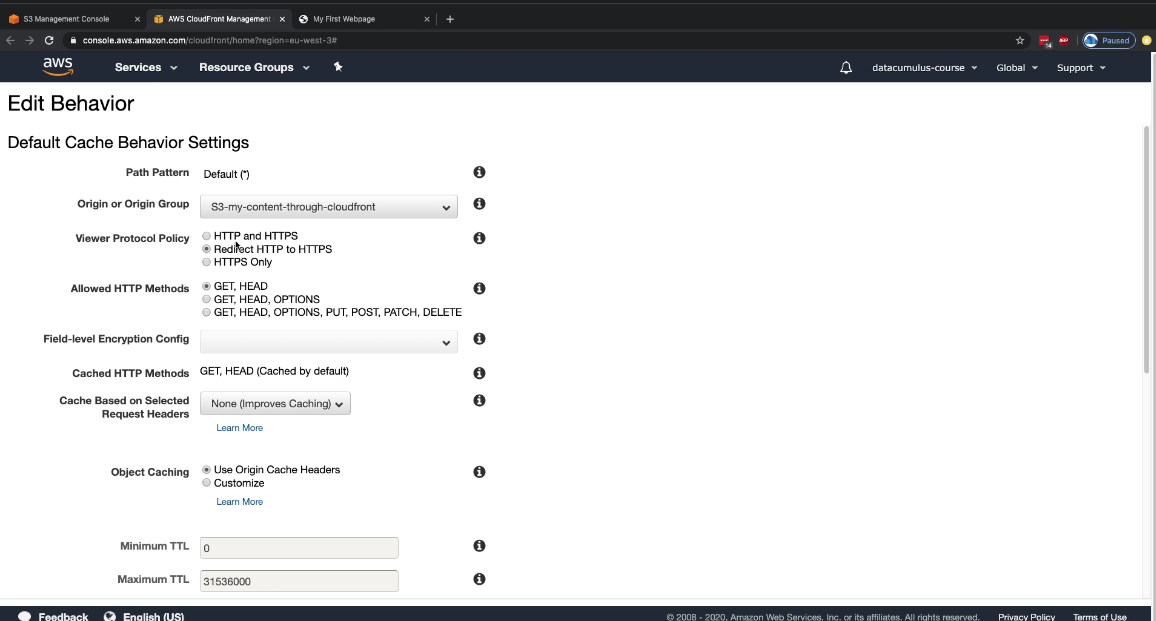 S3 Management Console
AWS CloudFront Management
My First Webpage
console.aws.amazon.com/cloudfront/home?region=eu-west-3#
Paused
aws
Services
Resource Groups
datacumulus-course
Global
Support
Edit Behavior
Default Cache Behavior Settings
Path Pattern
Default (*)
Origin or Origin Group
S3-my-content-through-cloudfront
Viewer Protocol Policy
HTTP and HTTPS
Redirect HTTP to HTTPS
HTTPS Only
Allowed HTTP Methods
GET, HEAD
GET, HEAD, OPTIONS
GET, HEAD, OPTIONS, PUT, POST, PATCH, DELETE
Field-level Encryption Config
Cached HTTP Methods
GET, HEAD (Cached by default)
Cache Based on Selected
Request Headers
None (Improves Caching)
Learn More
Object Caching
Use Origin Cache Headers
Customize
Learn More
Minimum TTL
0
Maximum TTL
31536000
Feedback
English (US)
© 2008 - 2020, Amazon Web Services, Inc. or its affiliates. All rights reserved.
Privacy Policy
Terms of Use